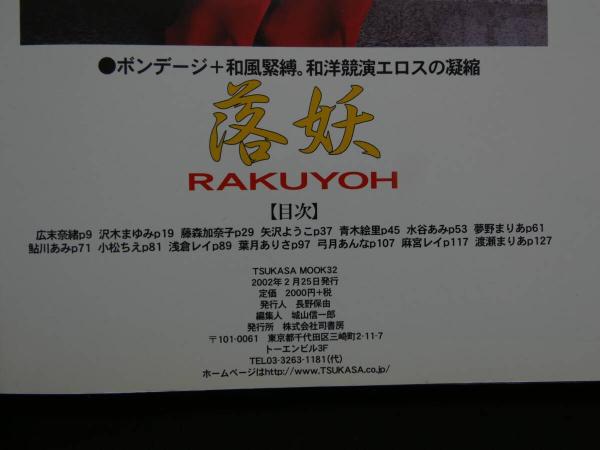 ●ボンデージ＋和風緊縛。和洋競演エロスの凝縮
落妖
RAKUYOH
【目次】
広末奈緒p9 沢木まゆみp19 藤森加奈子p29 矢沢ようこp37 青木絵里p45 水谷あみp53 夢野まりあp61
鮎川あみp71 小松ちえp81 浅倉レイp89 葉月ありさp97 弓月あんなp107 麻宮レイp117 渡瀬まりあp127
TSUKASA MOOK32
2002年2月25日発行
定価 2000円+税
発行人 長野保由
編集人 城山信一郎
発行所 株式会社司書房
〒101-0061 東京都千代田区三崎町2-11-7
トーエンビル3F
TEL03-3263-1181(代)
ホームページはhttp://www.TSUKASA.co.jp/